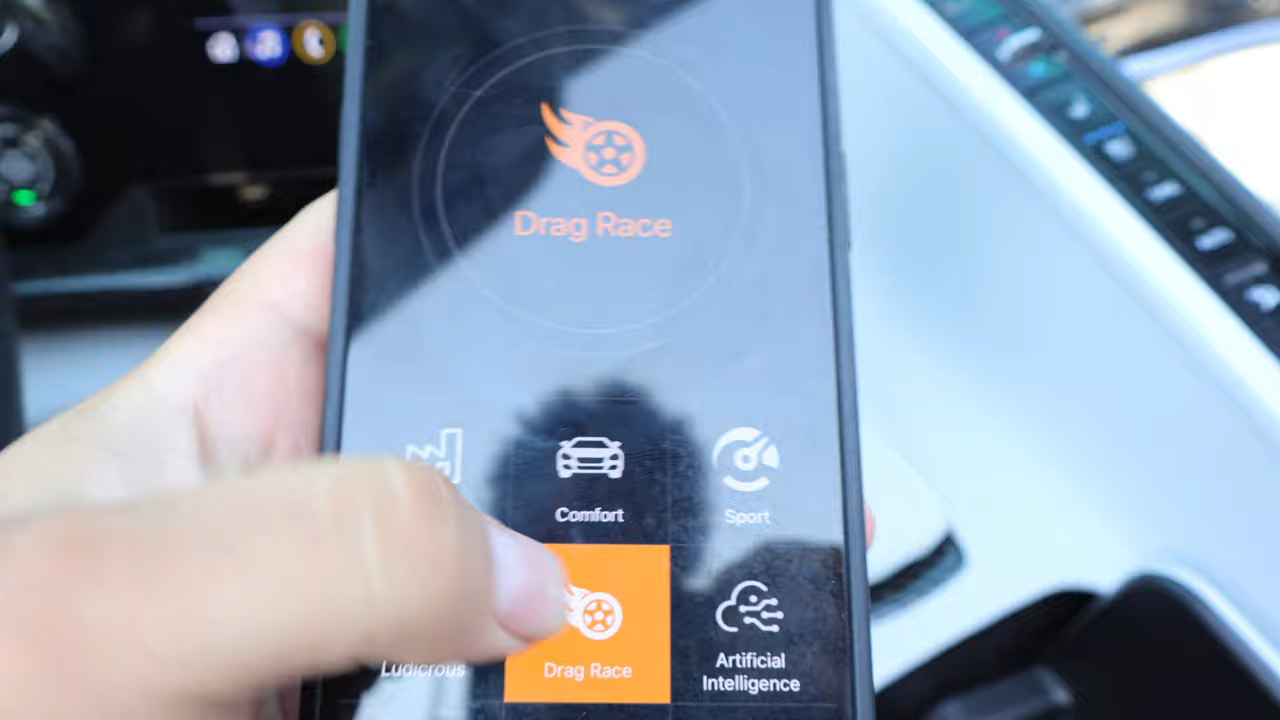 Drag Race
Comfort
Sport
Ludicrous
Drag Race
Artificial
Intelligence